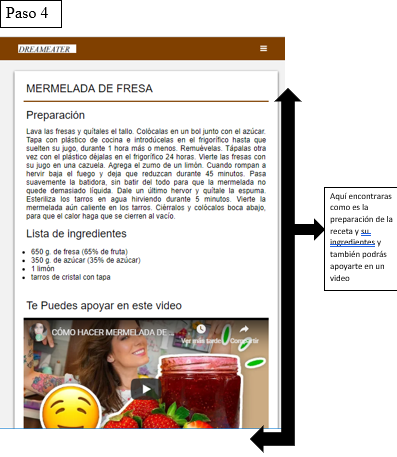 Paso 4
DREAMEATER
MERMELADA DE FRESA
Preparación
Lava las fresas y quítales el tallo. Colócalas en un bol junto con el azúcar.
Tapa con plástico de cocina e introdúcelas en el frigorífico hasta que
suelten su jugo, durante 1 hora más o menos. Remuévelas. Tápalas otra
vez con el plástico déjalas en el frigorífico 24 horas. Vierte las fresas con
su jugo en una cazuela. Agrega el zumo de un limón. Cuando rompan a
hervir baja el fuego y deja que reduzcan durante 45 minutos. Pasa
suavemente la batidora, sin batir del todo para que la mermelada no
quede demasiado líquida. Dale un último hervor y quítale la espuma.
Esteriliza los tarros en agua hirviendo durante 5 minutos. Vierte la
mermelada aún caliente en los tarros. Ciérralos y colócalos boca abajo,
para que el calor haga que se cierren al vacío.
Lista de ingredientes
650 g. de fresa (65% de fruta)
350 g. de azúcar (35% de azúcar)
1 limón
tarros de cristal con tapa
Te Puedes apoyar en este video
CÓMO HACER MERMELADA DE...
Ver más tarde
Compartir
Aquí encontraras
como es la
preparación de la
receta y su
ingredientes y
también podrás
apoyarte en un
video